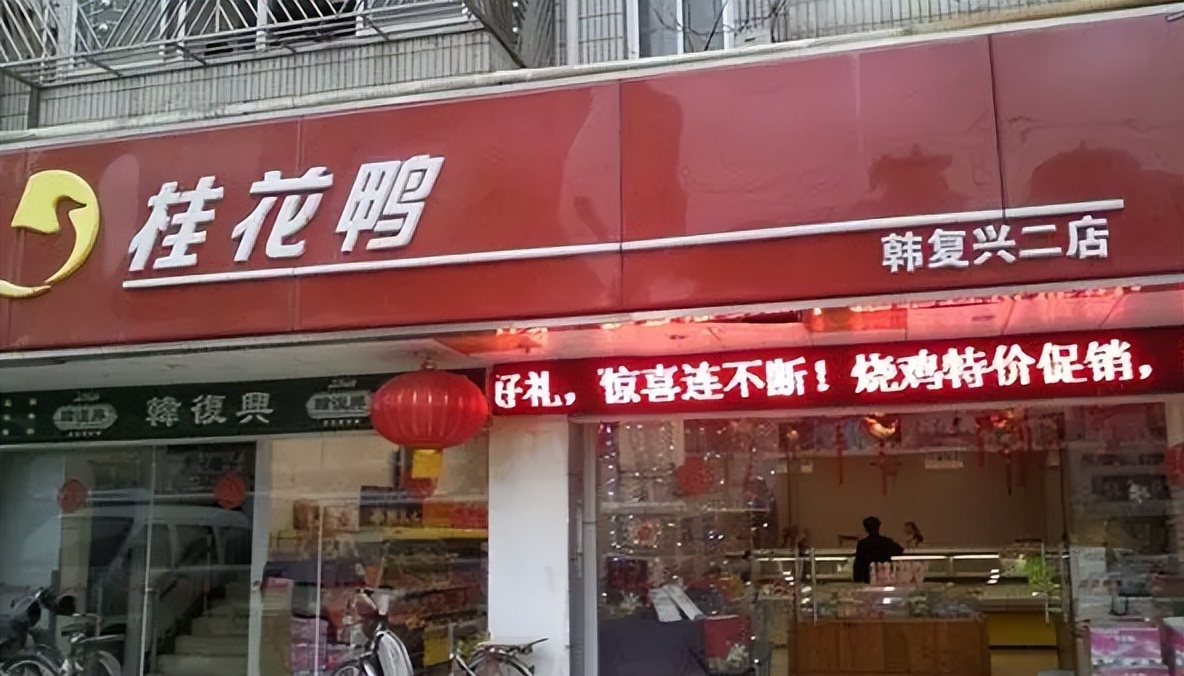 桂花鸭
韩复兴二店
好礼，惊喜连不断！烧鸡特价促销，
韓復興